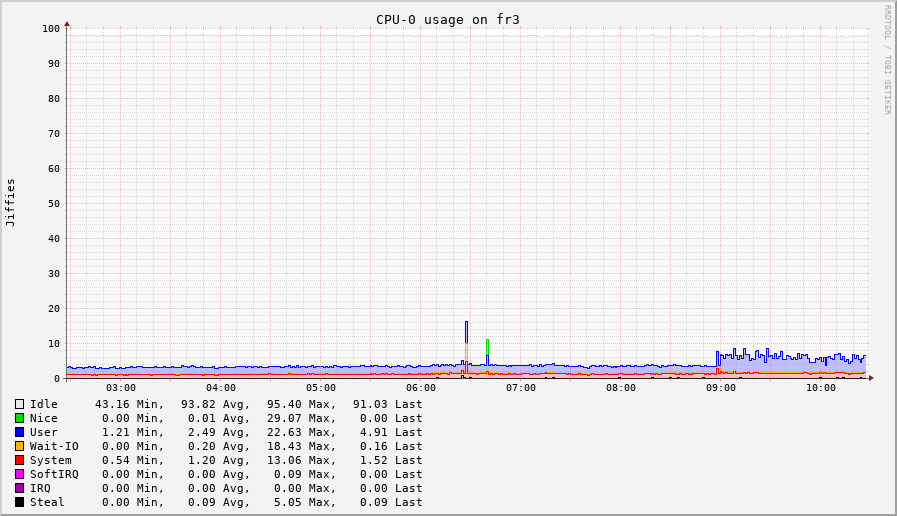 CPU-0 usage on fr3
RRDTOOL / TOBI OETIKER
Jiffies
100
90
80
70
60
50
40
30
20
10
0
03:00 04:00 05:00 06:00 07:00 08:00 09:00 10:00
Idle 43.16 Min, 93.82 Avg, 95.40 Max, 91.03 Last
Nice 0.00 Min, 0.01 Avg, 29.07 Max, 0.00 Last
User 1.21 Min, 2.49 Avg, 22.63 Max, 4.91 Last
Wait-IO 0.00 Min, 0.20 Avg, 18.43 Max, 0.16 Last
System 0.54 Min, 1.20 Avg, 13.06 Max, 1.52 Last
SoftIRQ 0.00 Min, 0.00 Avg, 0.09 Max, 0.00 Last
IRQ 0.00 Min, 0.00 Avg, 0.00 Max, 0.00 Last
Steal 0.00 Min, 0.09 Avg, 5.05 Max, 0.09 Last